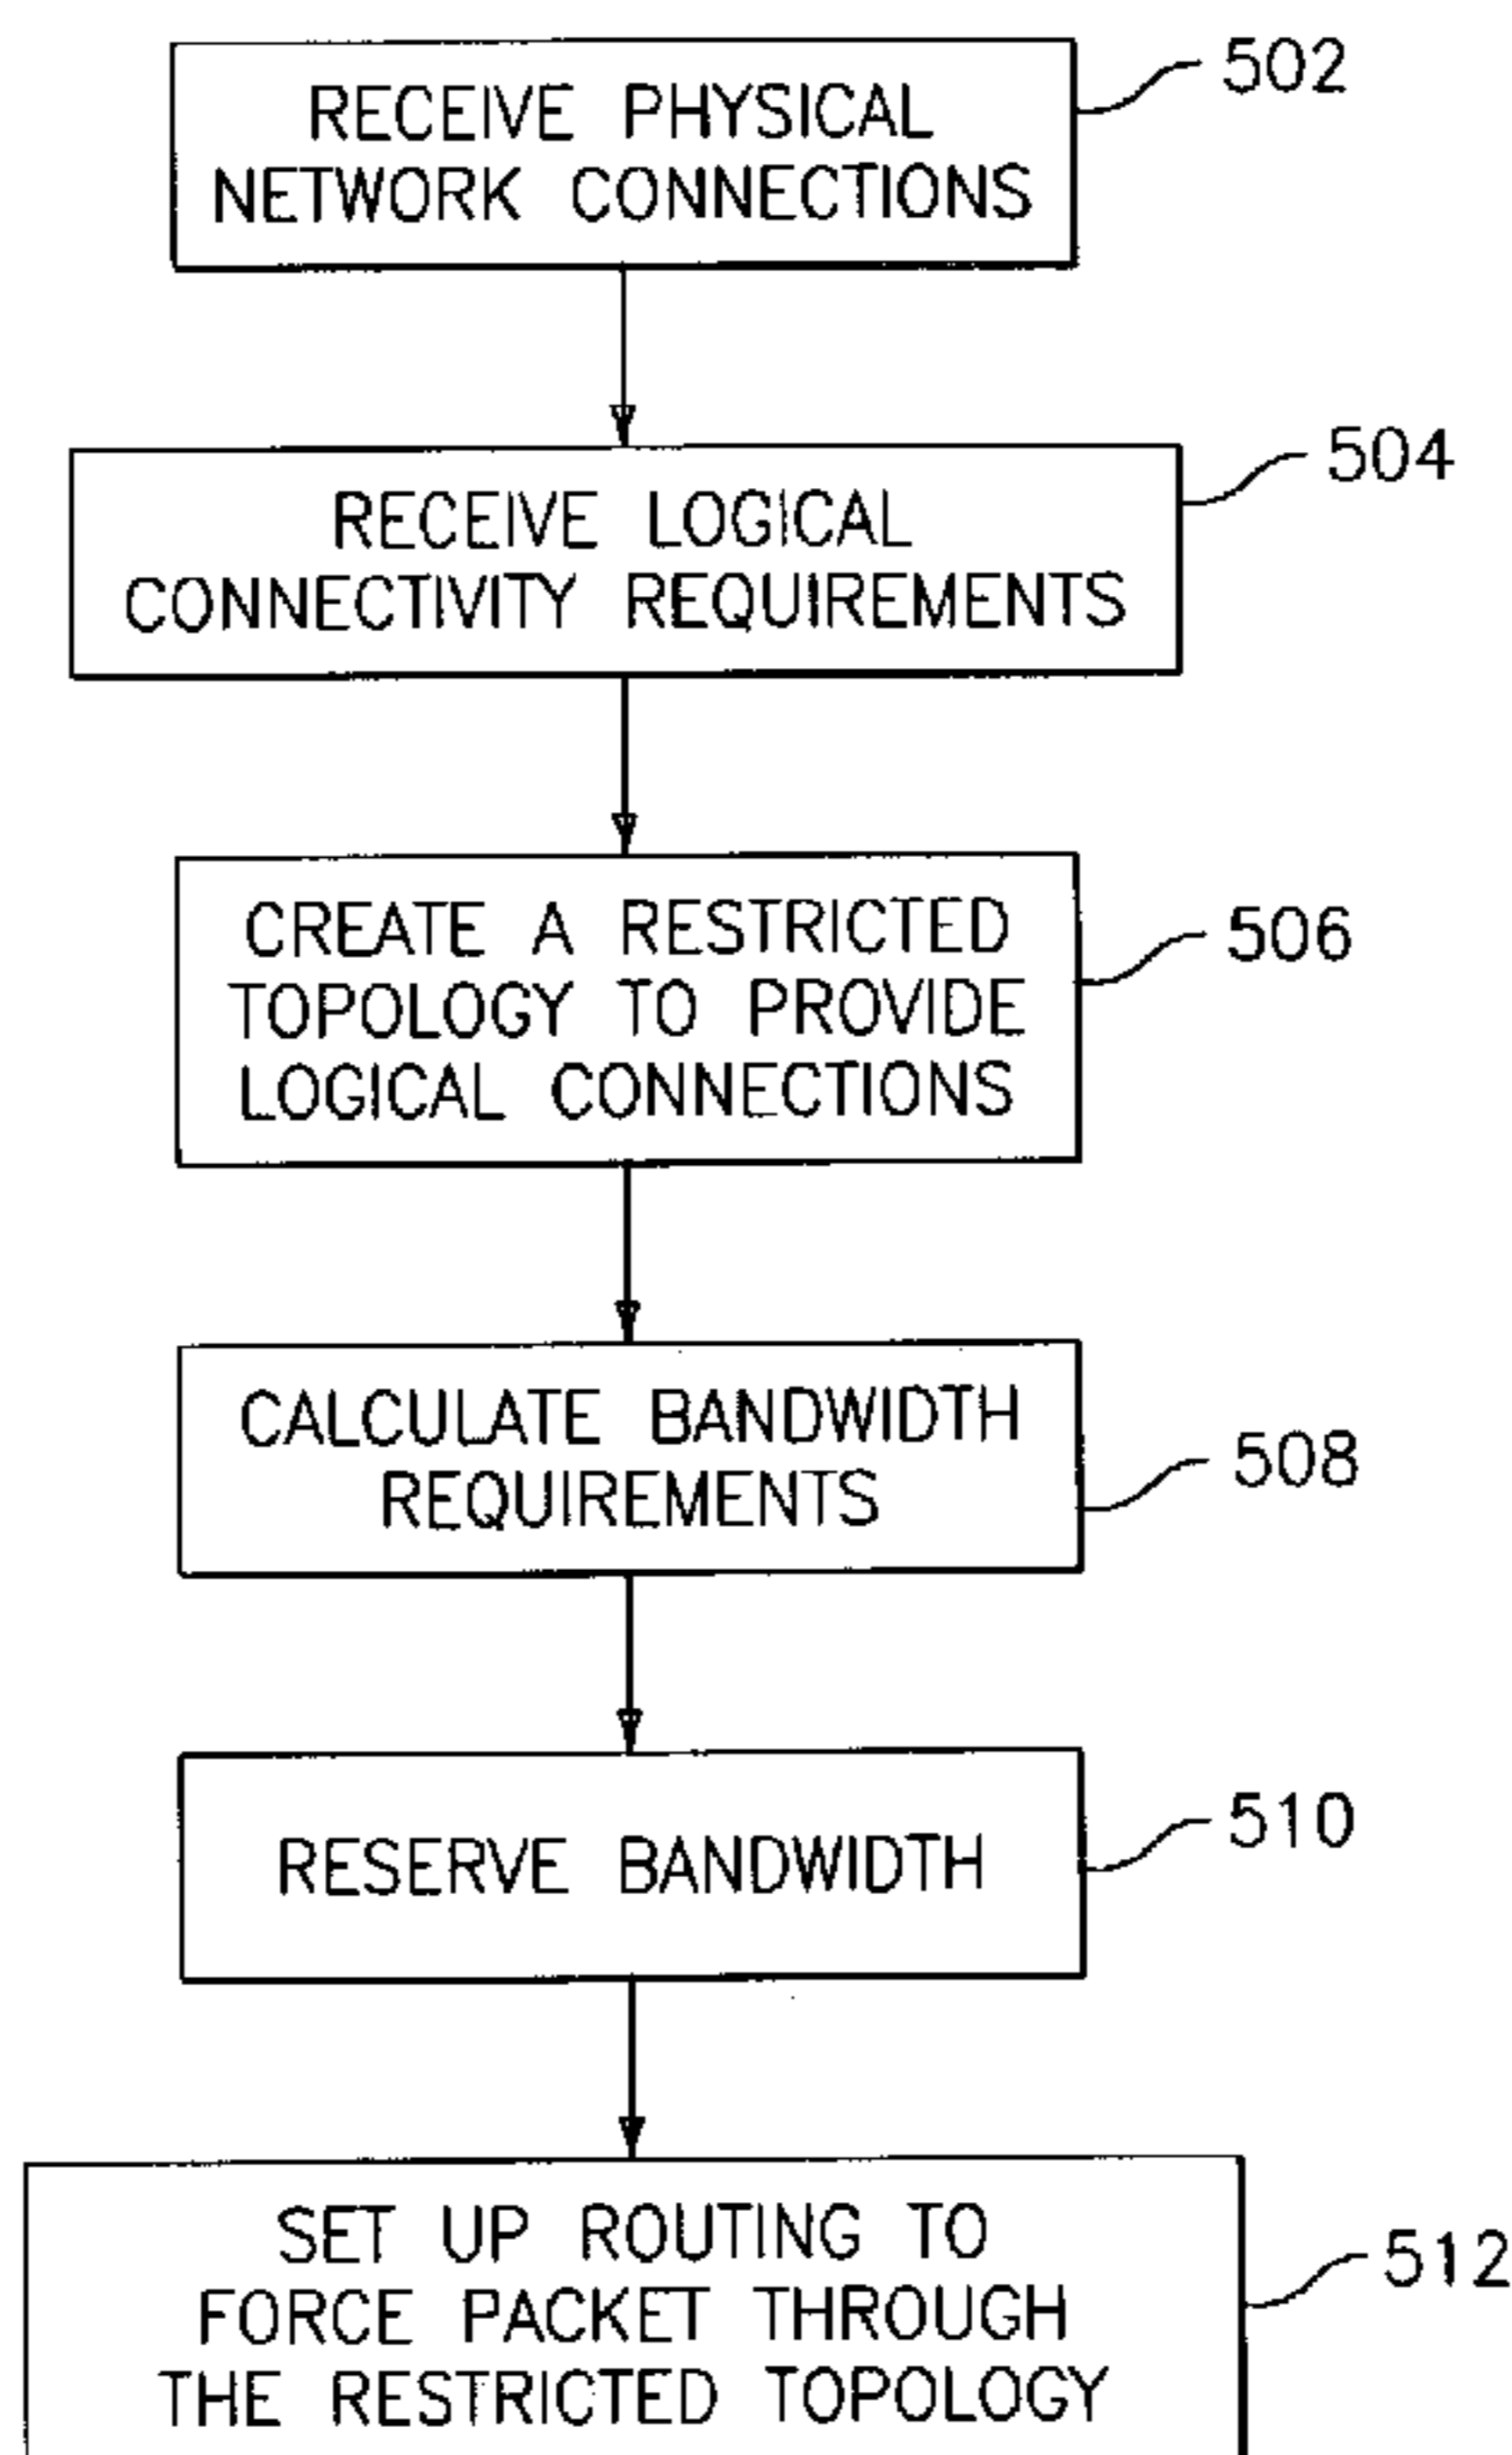 RECEIVE PHYSICAL
NETWORK CONNECTIONS
502
RECEIVE LOGICAL
CONNECTIVITY REQUIREMENTS
504
CREATE A RESTRICTED
TOPOLOGY TO PROVIDE
LOGICAL CONNECTIONS
506
CALCULATE BANDWIDTH
REQUIREMENTS
508
RESERVE BANDWIDTH
510
SET UP ROUTING TO
FORCE PACKET THROUGH
THE RESTRICTED TOPOLOGY
512